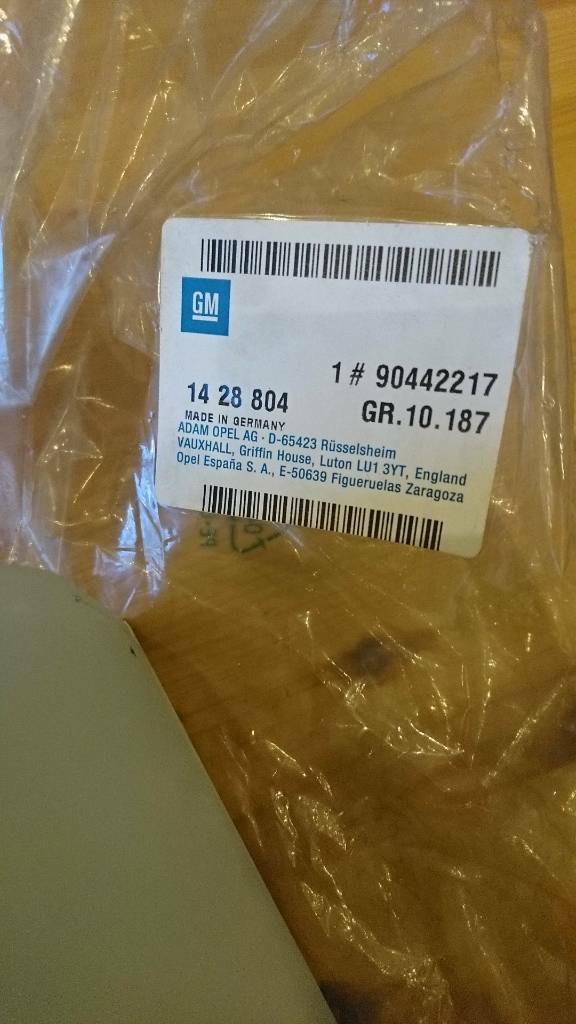 GM
1 # 90442217
14 28 804
GR.10.187
MADE IN GERMANY
ADAM OPEL AG · D-65423 Rüsselsheim
VAUXHALL, Griffin House, Luton LU1 3YT, England
Opel España S. A., E-50639 Figueruelas Zaragoza